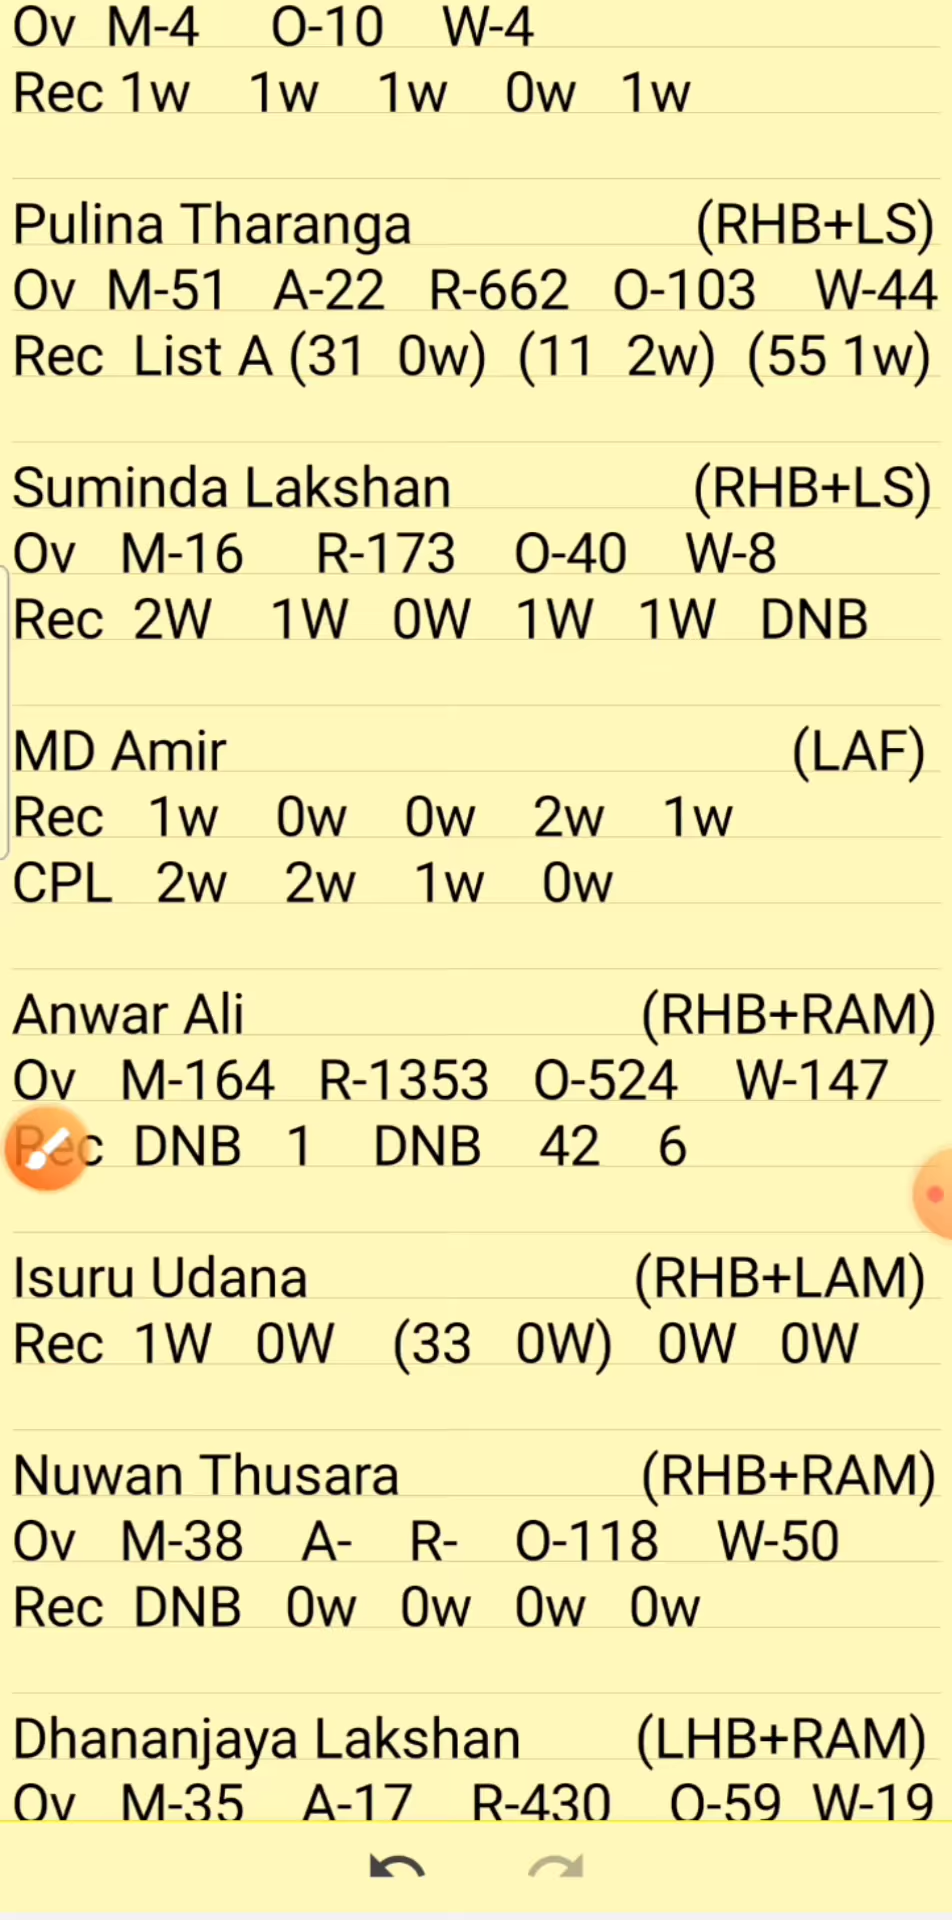 Ov M-4 O-10 W-4
Rec 1w 1w 1w 0w 1w
Pulina Tharanga (RHB+LS)
Ov M-51 A-22 R-662 O-103 W-44
Rec List A (31 0w) (11 2w) (55 1w)
Suminda Lakshan (RHB+LS)
Ov M-16 R-173 O-40 W-8
Rec 2W 1W 0W 1W 1W DNB
MD Amir (LAF)
Rec 1w 0w 0w 2w 1w
CPL 2w 2w 1w 0w
Anwar Ali (RHB+RAM)
Ov M-164 R-1353 O-524 W-147
Rec DNB 1 DNB 42 6
Isuru Udana (RHB+LAM)
Rec 1W 0W (33 0W) 0W 0W
Nuwan Thusara (RHB+RAM)
Ov M-38 A- R- O-118 W-50
Rec DNB 0w 0w 0w 0w
Dhananjaya Lakshan (LHB+RAM)
Ov M-35 A-17 R-430 O-59 W-19